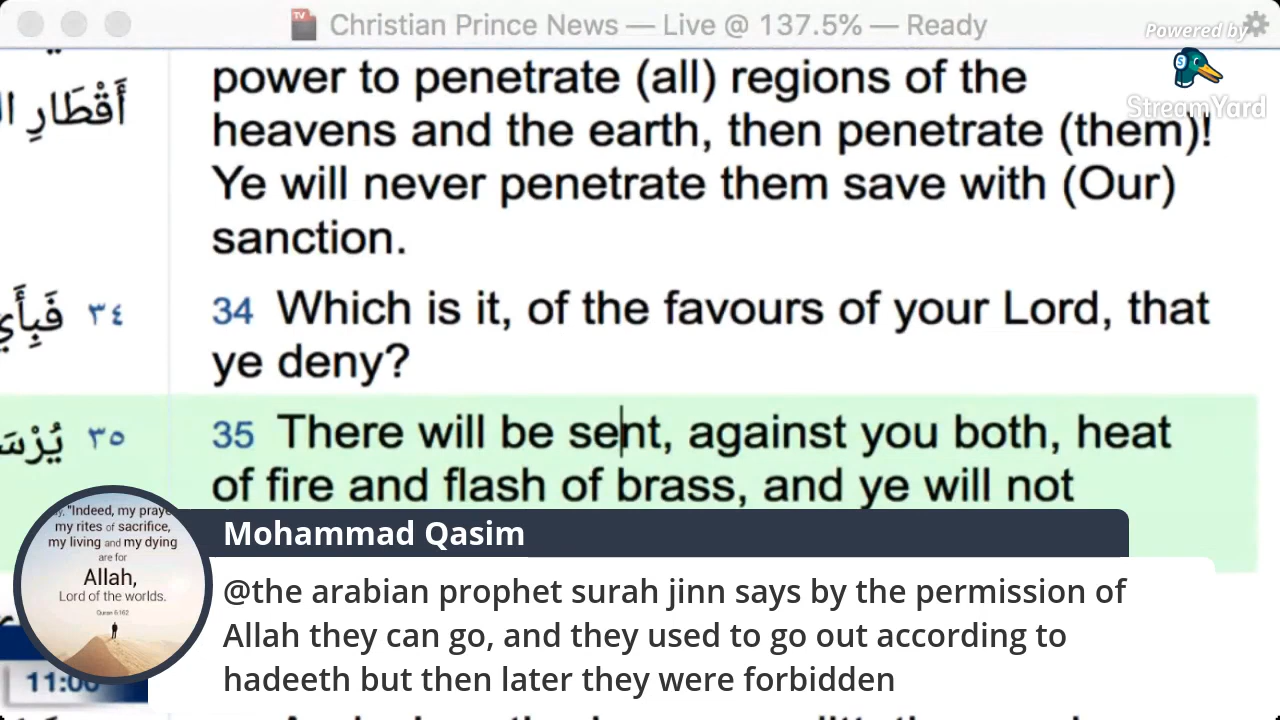 Christian Prince News — Live @ 137.5% — Ready
Powered by
StreamYard
power to penetrate (all) regions of the
أَقْطَارِ
heavens and the earth, then penetrate (them)!
Ye will never penetrate them save with (Our)
sanction.
34 Which is it, of the favours of your Lord, that
٣٤
ye deny?
35 There will be sent, against you both, heat
٣٥
of fire and flash of brass, and ye will not
"Indeed, my
my rites of sacrifice,
my living and my dying
are for
Allah,
Lord of the worlds.
Quran 6:162
Mohammad Qasim
@the arabian prophet surah jinn says by the permission of
Allah they can go, and they used to go out according to
hadeeth but then later they were forbidden